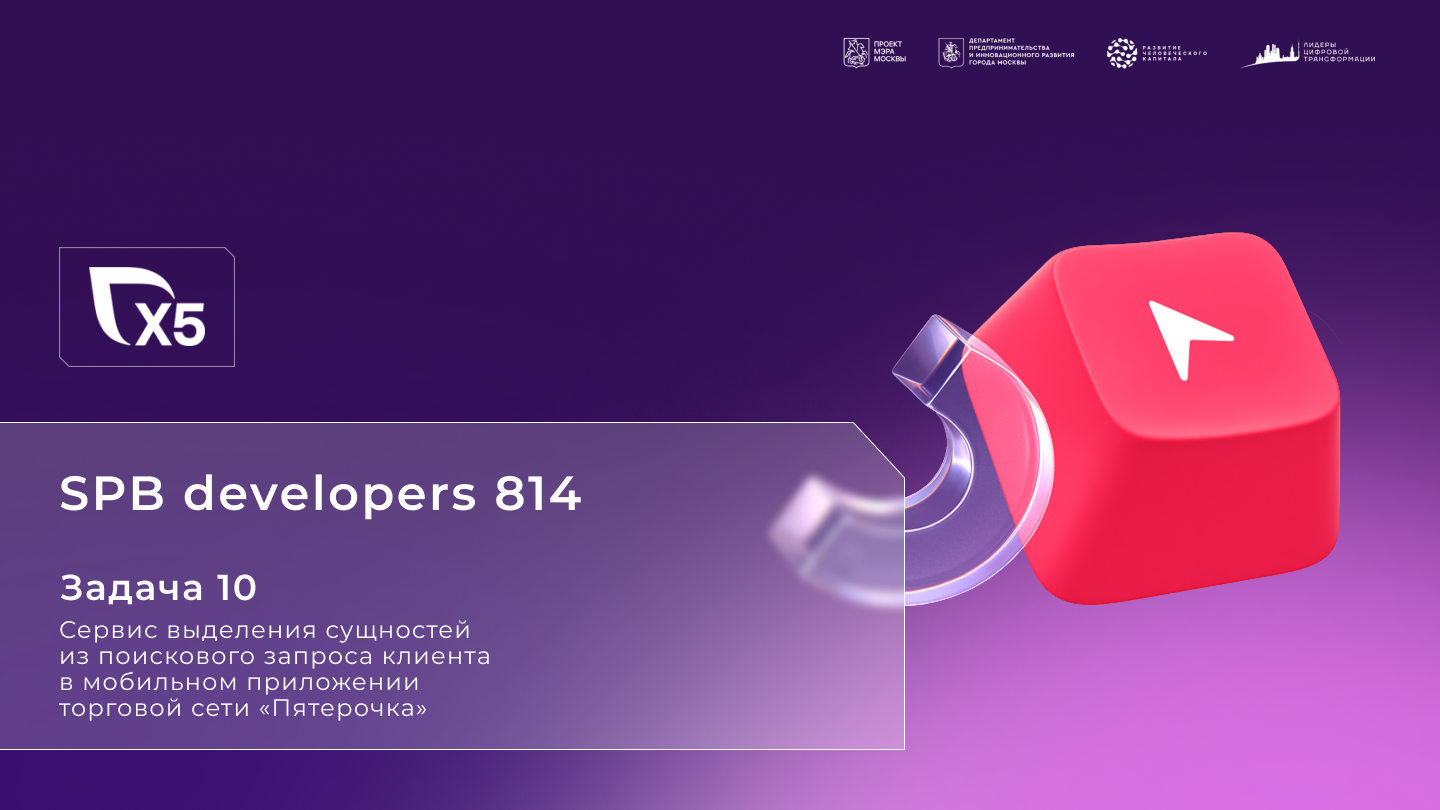 ПРОЕКТ
МЭРА
МОСКВЫ
ДЕПАРТАМЕНТ
ПРЕДПРИНИМАТЕЛЬСТВА
И ИННОВАЦИОННОГО РАЗВИТИЯ
ГОРОДА МОСКВЫ
РАЗВИТИЕ
ЧЕЛОВЕЧЕСКОГО
КАПИТАЛА
ЛИДЕРЫ
ЦИФРОВОЙ
ТРАНСФОРМАЦИИ
X5
SPB developers 814
Задача 10
Сервис выделения сущностей
из поискового запроса клиента
в мобильном приложении
торговой сети «Пятерочка»